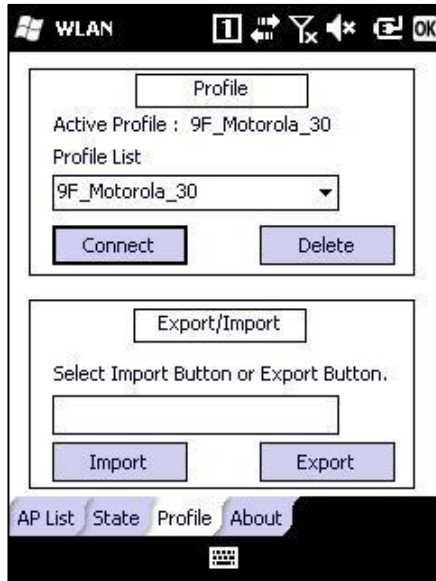 WLAN 1 OK
Profile
Active Profile : 9F_Motorola_30
Profile List
9F_Motorola_30
Connect Delete
Export/Import
Select Import Button or Export Button.
Import Export
AP List State Profile About